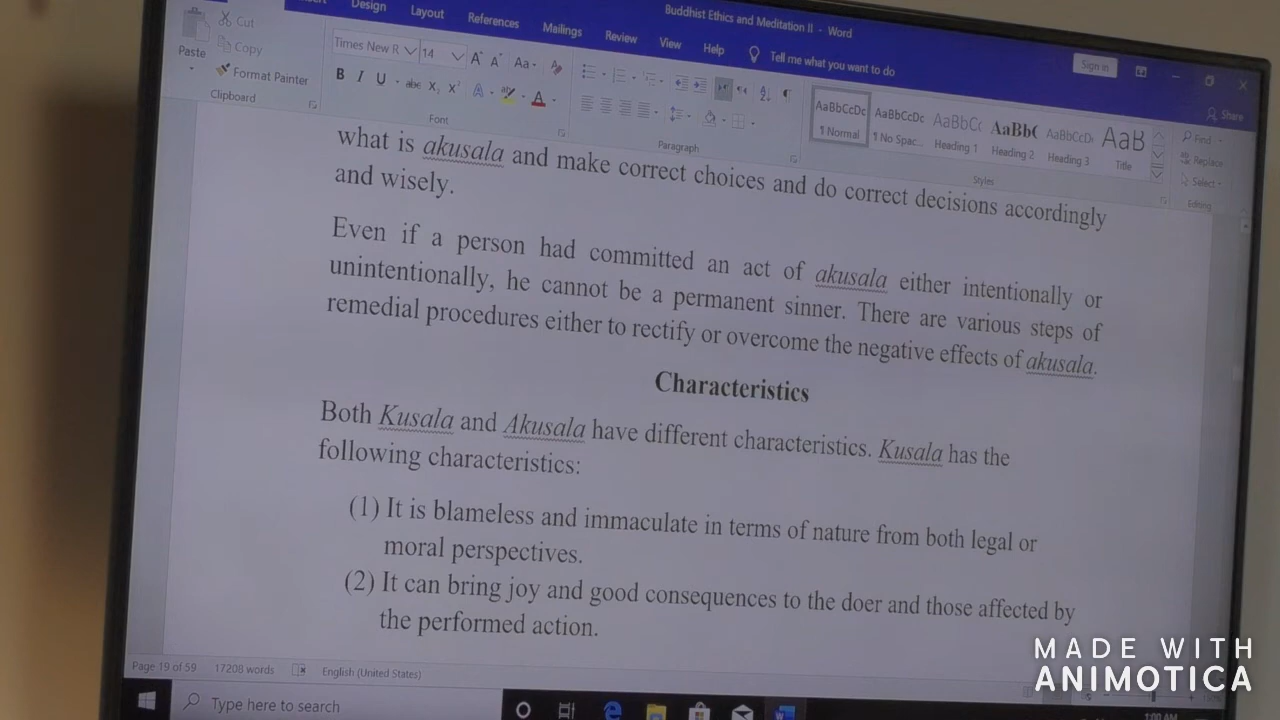 Buddhist Ethics and Meditation II - Word
Design Layout References Mailings Review View Help Tell me what you want to do
Sign in
Share
Cut
Copy
Paste
Format Painter
Clipboard
Times New R 14
Font
Paragraph
AaBbCcDc AaBbCcDc AaBbC( AaBb( AaBbCcDc AaB
¶ Normal ¶ No Spac... Heading 1 Heading 2 Heading 3 Title
Styles
Find
Replace
Select
Editing
what is akusala and make correct choices and do correct decisions accordingly
and wisely.
Even if a person had committed an act of akusala either intentionally or
unintentionally, he cannot be a permanent sinner. There are various steps of
remedial procedures either to rectify or overcome the negative effects of akusala.
Characteristics
Both Kusala and Akusala have different characteristics. Kusala has the
following characteristics:
(1) It is blameless and immaculate in terms of nature from both legal or
moral perspectives.
(2) It can bring joy and good consequences to the doer and those affected by
the performed action.
Page 19 of 59 17208 words English (United States)
Type here to search
1:00 AM
MADE WITH
ANIMOTICA